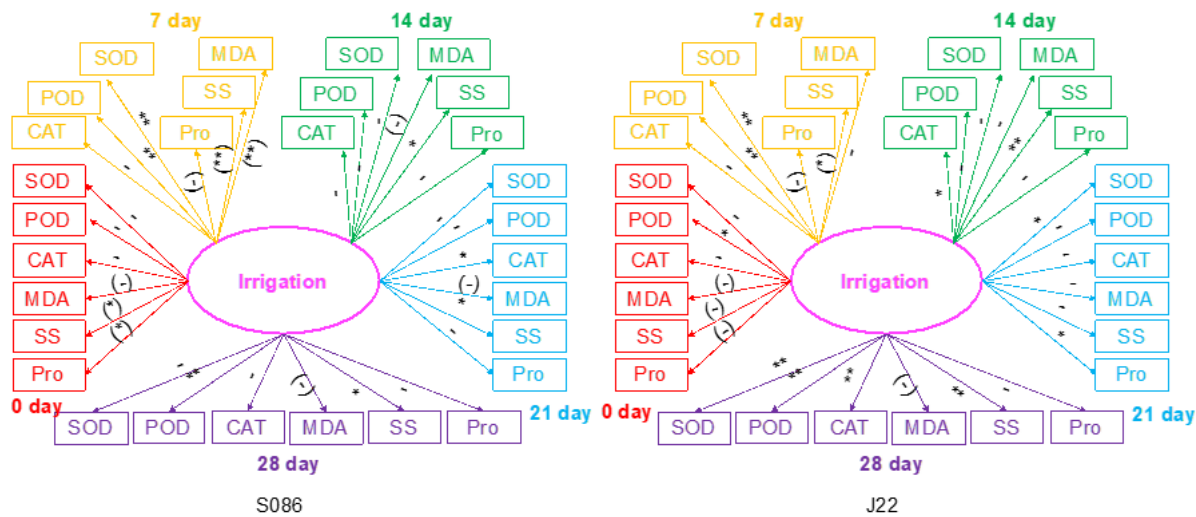 7 day
SOD
-
**
POD
**
CAT
-
MDA
(**)
SS
(**)
Pro
(-)
14 day
SOD
-
MDA
(-)
POD
-
SS
*
CAT
-
Pro
-
SOD
-
POD
-
CAT
-
MDA
(-)
SS
(*)
Pro
(*)
0 day
Irrigation
SOD
-
POD
-
CAT
*
MDA
(-)
SS
*
Pro
-
21 day
SOD
-
POD
**
CAT
-
MDA
(-)
SS
*
Pro
-
28 day
S086
7 day
SOD
-
POD
-
CAT
-
MDA
-
SS
(*)
Pro
(-)
14 day
SOD
-
MDA
-
POD
-
SS
**
CAT
*
Pro
-
SOD
-
POD
*
CAT
-
MDA
(-)
SS
(-)
Pro
(-)
0 day
Irrigation
SOD
*
POD
-
CAT
-
MDA
-
SS
-
Pro
*
21 day
SOD
**
POD
**
CAT
**
MDA
(-)
SS
**
Pro
-
28 day
J22